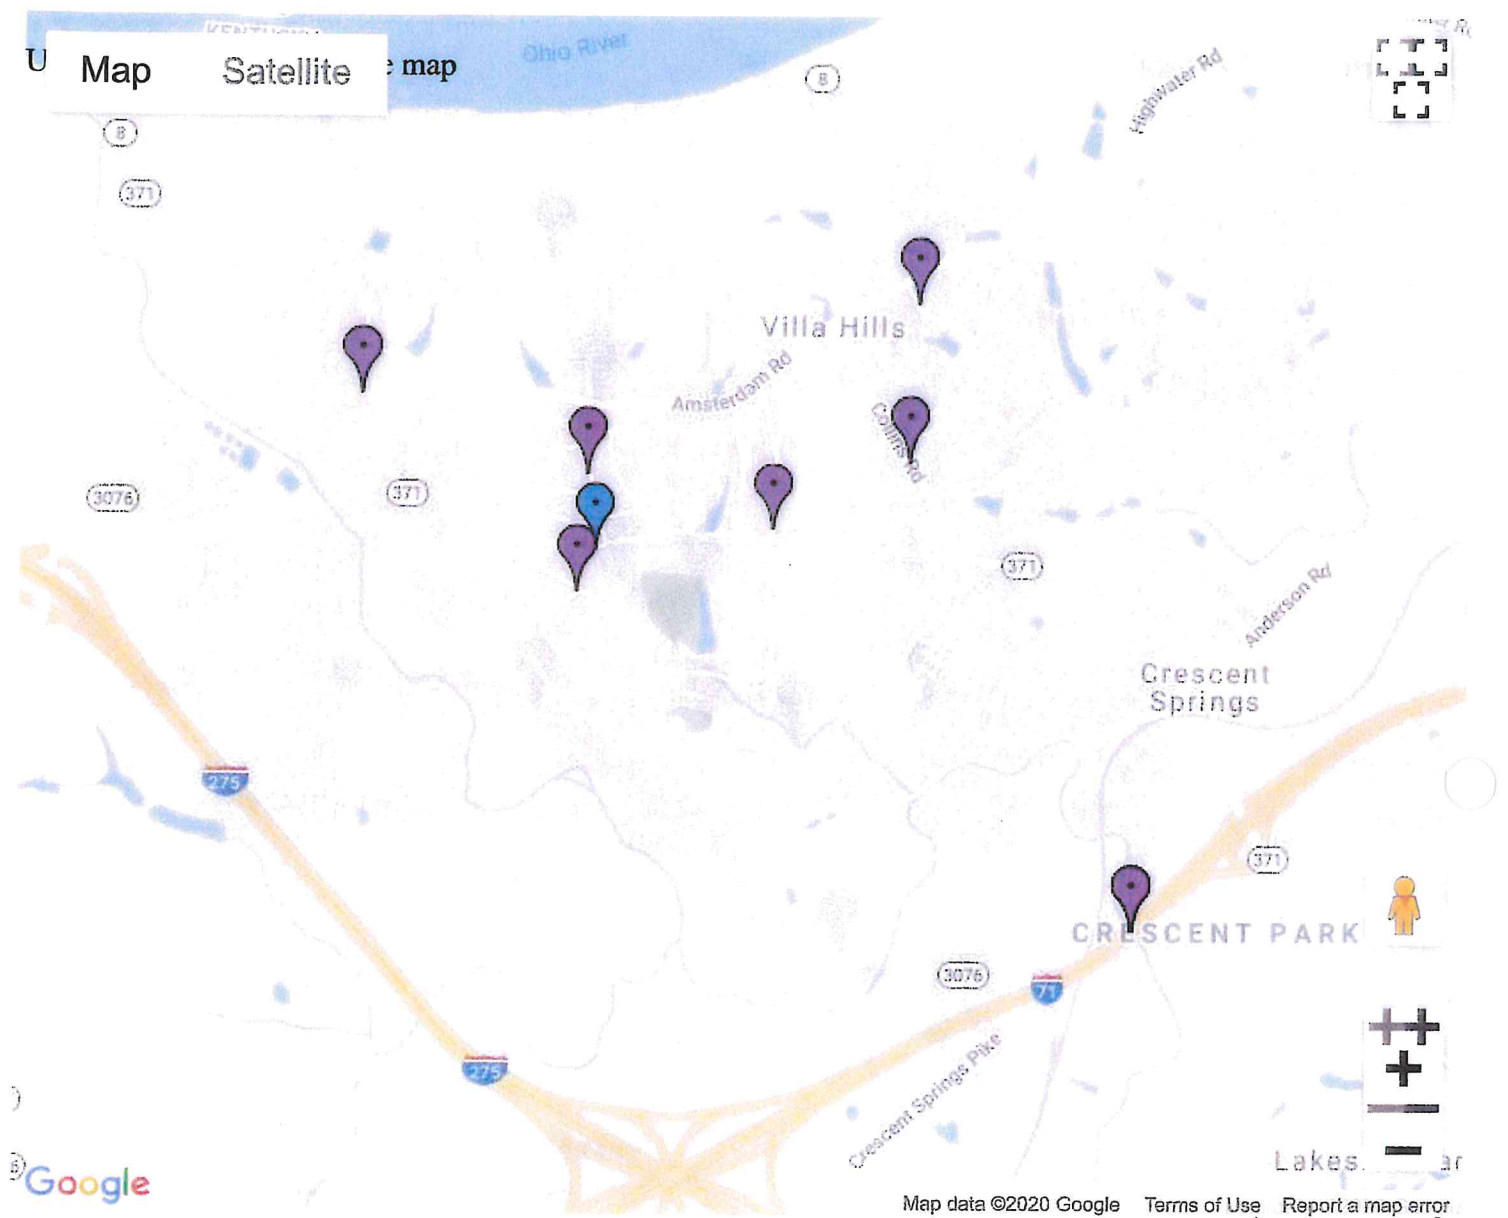 KENTUCKY
Ohio River
U
Map
Satellite
e map
8
8
371
Highwater Rd
Villa Hills
Amsterdam Rd
Collins Rd
3076
371
371
Anderson Rd
Crescent
Springs
275
371
CRESCENT PARK
3076
71
275
Crescent Springs Pike
Google
Map data ©2020 Google
Terms of Use
Report a map error